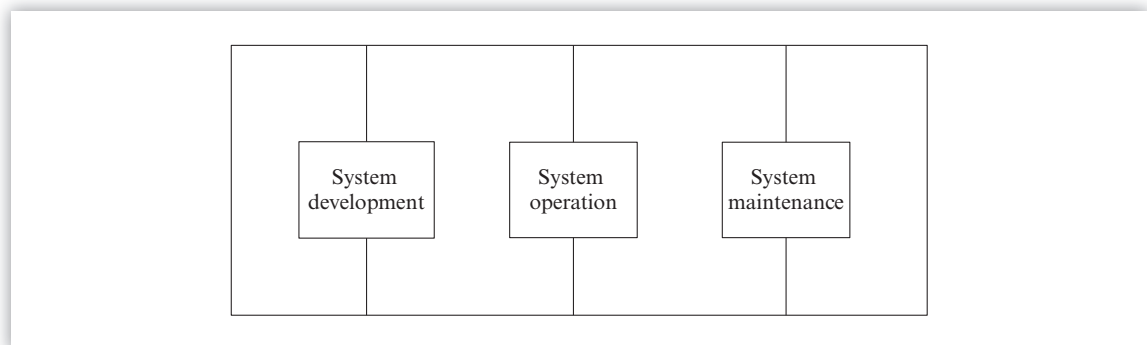 System
development
System
operation
System
maintenance